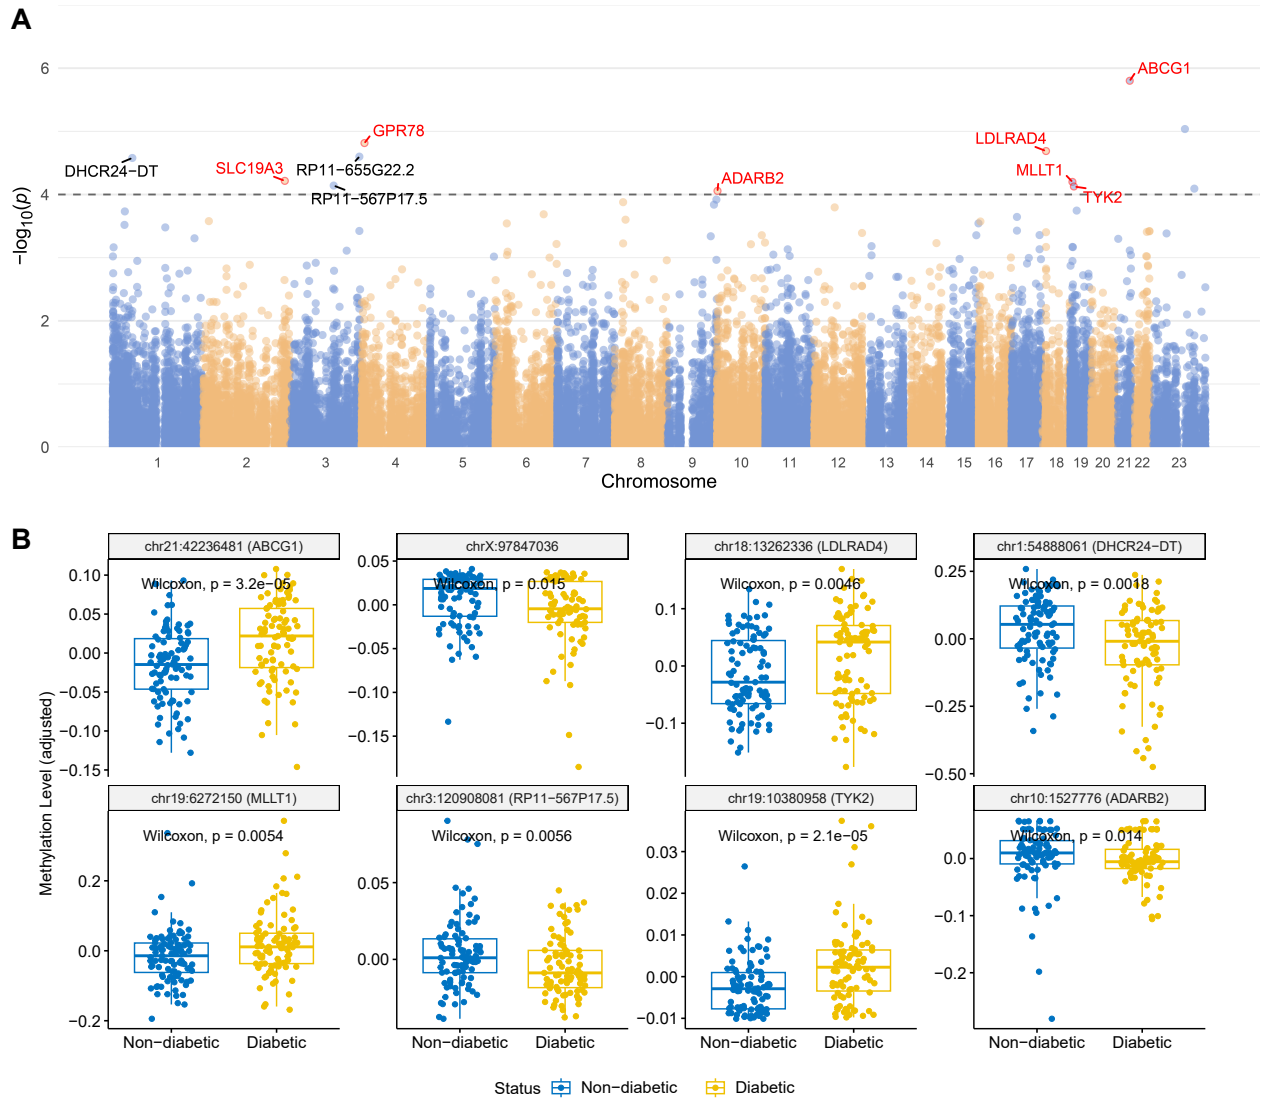 A
6
4
2
0
−log10(p)
ABCG1
GPR78
LDLRAD4
DHCR24−DT
SLC19A3
RP11−655G22.2
MLLT1
ADARB2
RP11−567P17.5
TYK2
1 2 3 4 5 6 7 8 9 10 11 12 13 14 15 16 17 18 19 20 21 22 23
Chromosome
B
Methylation Level (adjusted)
chr21:42236481 (ABCG1)
Wilcoxon, p = 3.2e−05
0.10
0.05
0.00
−0.05
−0.10
−0.15
chrX:97847036
Wilcoxon, p = 0.015
0.05
0.00
−0.05
−0.10
−0.15
chr18:13262336 (LDLRAD4)
Wilcoxon, p = 0.0046
0.1
0.0
−0.1
chr1:54888061 (DHCR24−DT)
Wilcoxon, p = 0.0018
0.25
0.00
−0.25
−0.50
chr19:6272150 (MLLT1)
Wilcoxon, p = 0.0054
0.2
0.0
−0.2
Non−diabetic Diabetic
chr3:120908081 (RP11−567P17.5)
Wilcoxon, p = 0.0056
0.05
0.00
Non−diabetic Diabetic
chr19:10380958 (TYK2)
Wilcoxon, p = 2.1e−05
0.03
0.02
0.01
0.00
−0.01
Non−diabetic Diabetic
chr10:1527776 (ADARB2)
Wilcoxon, p = 0.014
0.0
−0.1
−0.2
Non−diabetic Diabetic
Status Non−diabetic Diabetic